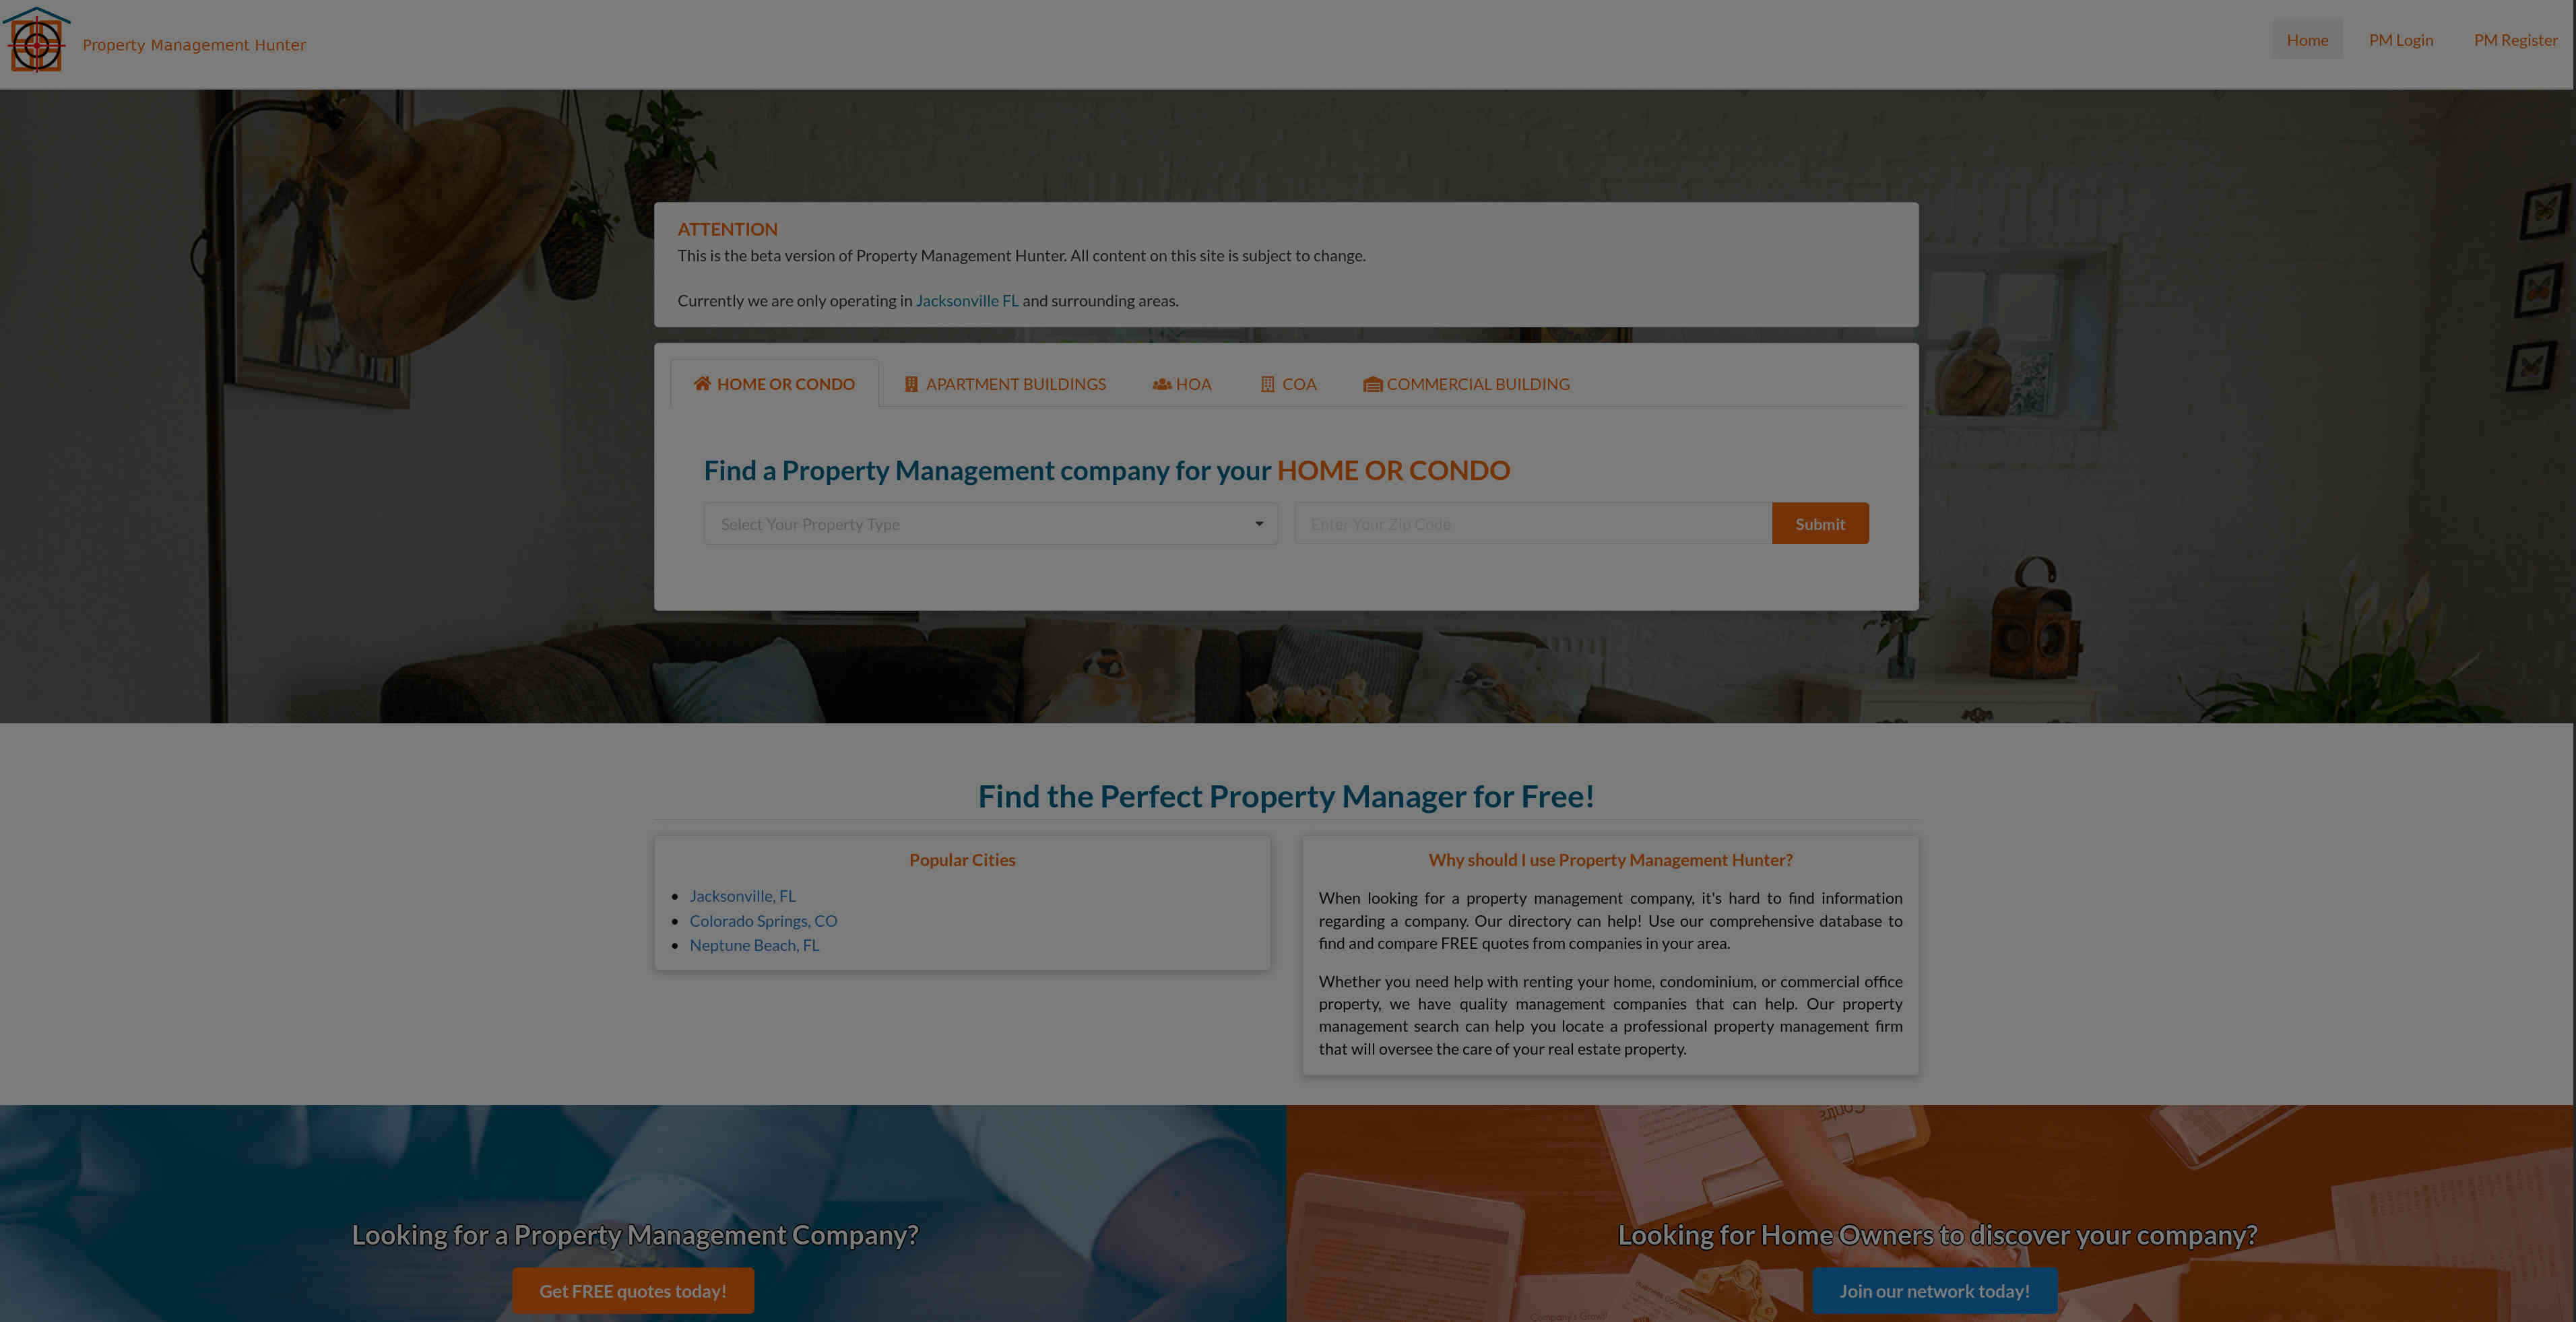 Property Management Hunter
Home
PM Login
PM Register
ATTENTION
This is the beta version of Property Management Hunter. All content on this site is subject to change.
Currently we are only operating in Jacksonville FL and surrounding areas.
HOME OR CONDO
APARTMENT BUILDINGS
HOA
COA
COMMERCIAL BUILDING
Find a Property Management company for your HOME OR CONDO
Select Your Property Type
Enter Your Zip Code
Submit
Find the Perfect Property Manager for Free!
Popular Cities
Jacksonville, FL
Colorado Springs, CO
Neptune Beach, FL
Why should I use Property Management Hunter?
When looking for a property management company, it's hard to find information
regarding a company. Our directory can help! Use our comprehensive database to
find and compare FREE quotes from companies in your area.
Whether you need help with renting your home, condominium, or commercial office
property, we have quality management companies that can help. Our property
management search can help you locate a professional property management firm
that will oversee the care of your real estate property.
Looking for a Property Management Company?
Get FREE quotes today!
Looking for Home Owners to discover your company?
Join our network today!